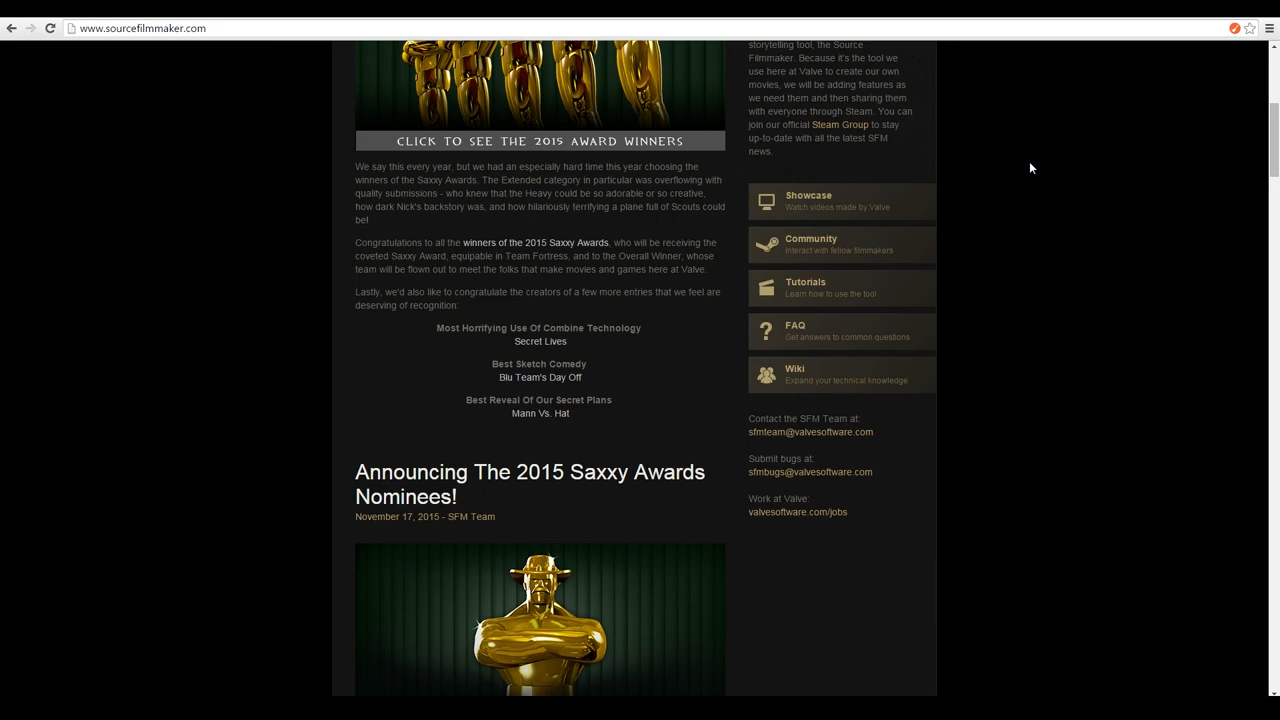 www.sourcefilmmaker.com
CLICK TO SEE THE 2015 AWARD WINNERS
We say this every year, but we had an especially hard time this year choosing the
winners of the Saxxy Awards. The Extended category in particular was overflowing with
quality submissions - who knew that the Heavy could be so adorable or so creative,
how dark Nick's backstory was, and how hilariously terrifying a plane full of Scouts could
be!
Congratulations to all the winners of the 2015 Saxxy Awards, who will be receiving the
coveted Saxxy Award, equipable in Team Fortress, and to the Overall Winner, whose
team will be flown out to meet the folks that make movies and games here at Valve.
Lastly, we'd also like to congratulate the creators of a few more entries that we feel are
deserving of recognition:
Most Horrifying Use Of Combine Technology
Secret Lives
Best Sketch Comedy
Blu Team's Day Off
Best Reveal Of Our Secret Plans
Mann Vs. Hat
Announcing The 2015 Saxxy Awards
Nominees!
November 17, 2015 - SFM Team
storytelling tool, the Source
Filmmaker. Because it's the tool we
use here at Valve to create our own
movies, we will be adding features as
we need them and then sharing them
with everyone through Steam. You can
join our official Steam Group to stay
up-to-date with all the latest SFM
news.
Showcase
Watch videos made by Valve
Community
Interact with fellow filmmakers
Tutorials
Learn how to use the tool
FAQ
Get answers to common questions
Wiki
Expand your technical knowledge
Contact the SFM Team at:
sfmteam@valvesoftware.com
Submit bugs at:
sfmbugs@valvesoftware.com
Work at Valve:
valvesoftware.com/jobs